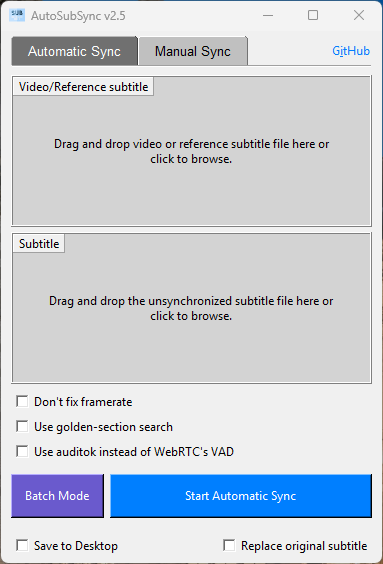 SUB
AutoSubSync v2.5
Automatic Sync
Manual Sync
GitHub
Video/Reference subtitle
Drag and drop video or reference subtitle file here or
click to browse.
Subtitle
Drag and drop the unsynchronized subtitle file here or
click to browse.
Don't fix framerate
Use golden-section search
Use auditok instead of WebRTC's VAD
Batch Mode
Start Automatic Sync
Save to Desktop
Replace original subtitle